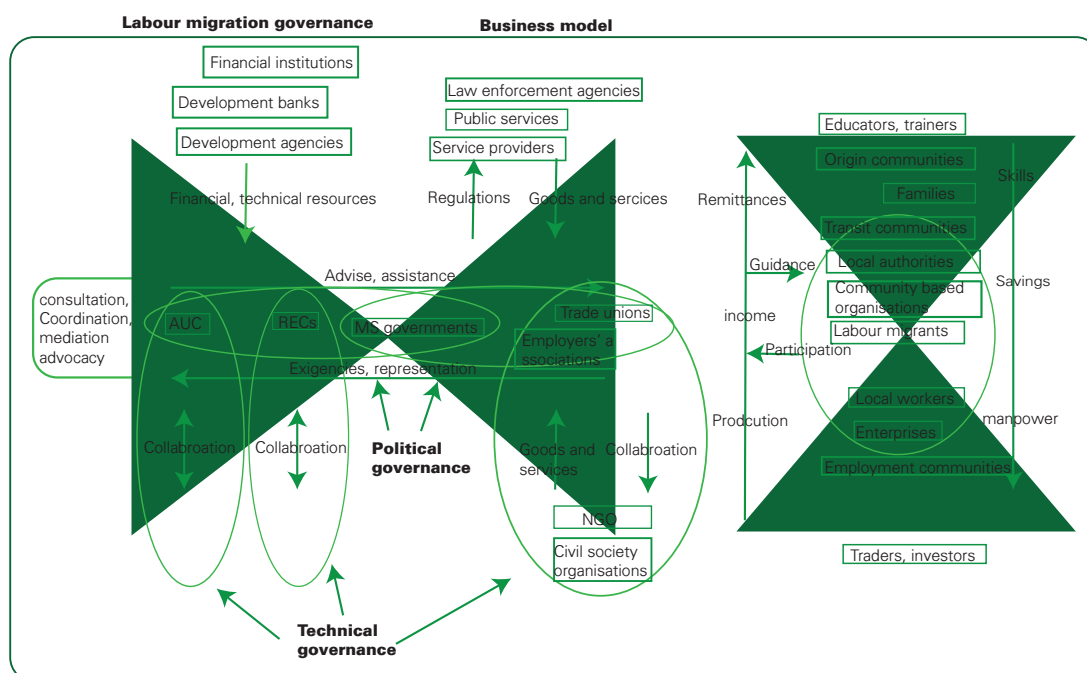 Labour migration governance
Business model
Financial institutions
Development banks
Development agencies
Law enforcement agencies
Public services
Service providers
Financial, technical resources
Regulations
Goods and sercices
Advise, assistance
consultation,
Coordination,
mediation
advocacy
AUC
RECs
MS governments
Trade unions
Employers' a
ssociations
Exigencies, representation
Collabroation
Collabroation
Political
governance
Goods and
services
Collabroation
NGO
Civil society
organisations
Technical
governance
Educators, trainers
Origin communities
Skills
Families
Remittances
Transit communities
Guidance
Local authorities
Savings
Community based
organisations
income
Labour migrants
Participation
Local workers
Prodcution
manpower
Enterprises
Employment communities
Traders, investors